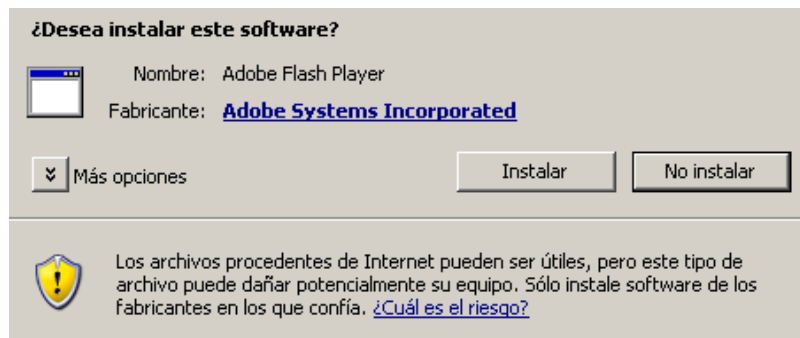 ¿Desea instalar este software?
Nombre: Adobe Flash Player
Fabricante: Adobe Systems Incorporated
Más opciones
Instalar
No instalar
Los archivos procedentes de Internet pueden ser útiles, pero este tipo de
archivo puede dañar potencialmente su equipo. Sólo instale software de los
fabricantes en los que confía. ¿Cuál es el riesgo?